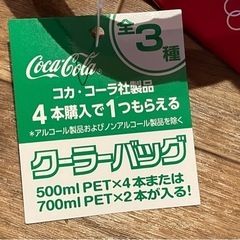 全3種
Coca-Cola
コカ・コーラ社製品
4本購入で1つもらえる
*アルコール製品およびノンアルコール製品を除く
クーラーバッグ
500ml PET×4本または
700ml PET×2本が入る!